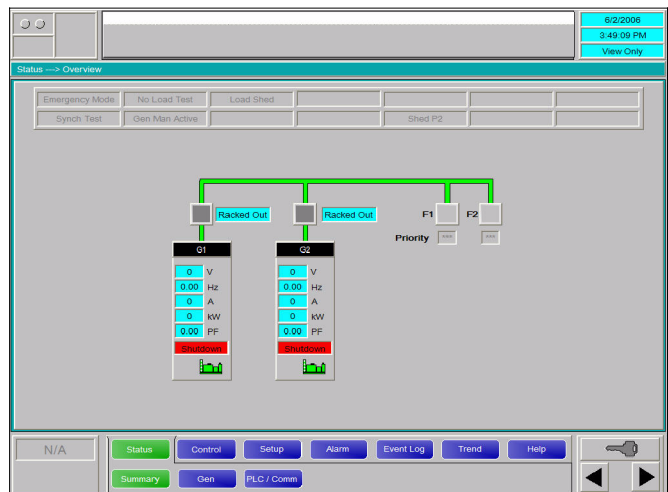 6/2/2006
3:49:09 PM
View Only
Status ---> Overview
Emergency Mode No Load Test Load Shed
Synch Test Gen Man Active Shed P2
Racked Out Racked Out F1 F2
Priority *** ***
G1 G2
0 V 0 V
0.00 Hz 0.00 Hz
0 A 0 A
0 kW 0 kW
0.00 PF 0.00 PF
Shutdown Shutdown
N/A Status Control Setup Alarm Event Log Trend Help
Summary Gen PLC / Comm